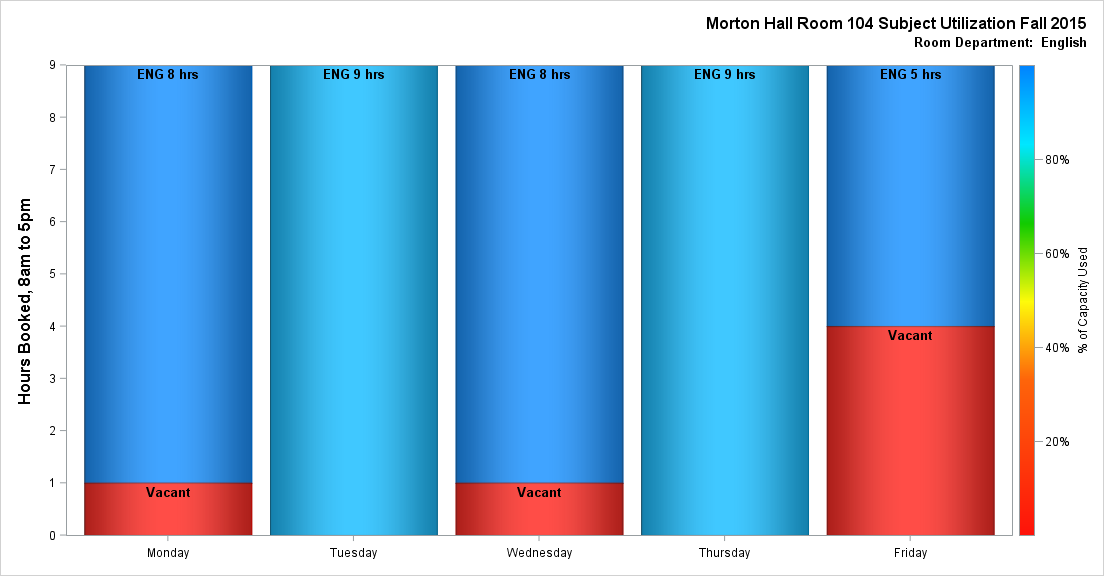 Morton Hall Room 104 Subject Utilization Fall 2015
Room Department: English
Hours Booked, 8am to 5pm
9
8
7
6
5
4
3
2
1
0
ENG 8 hrs
ENG 9 hrs
ENG 8 hrs
ENG 9 hrs
ENG 5 hrs
Vacant
Vacant
Vacant
Monday
Tuesday
Wednesday
Thursday
Friday
80%
60%
40%
20%
% of Capacity Used